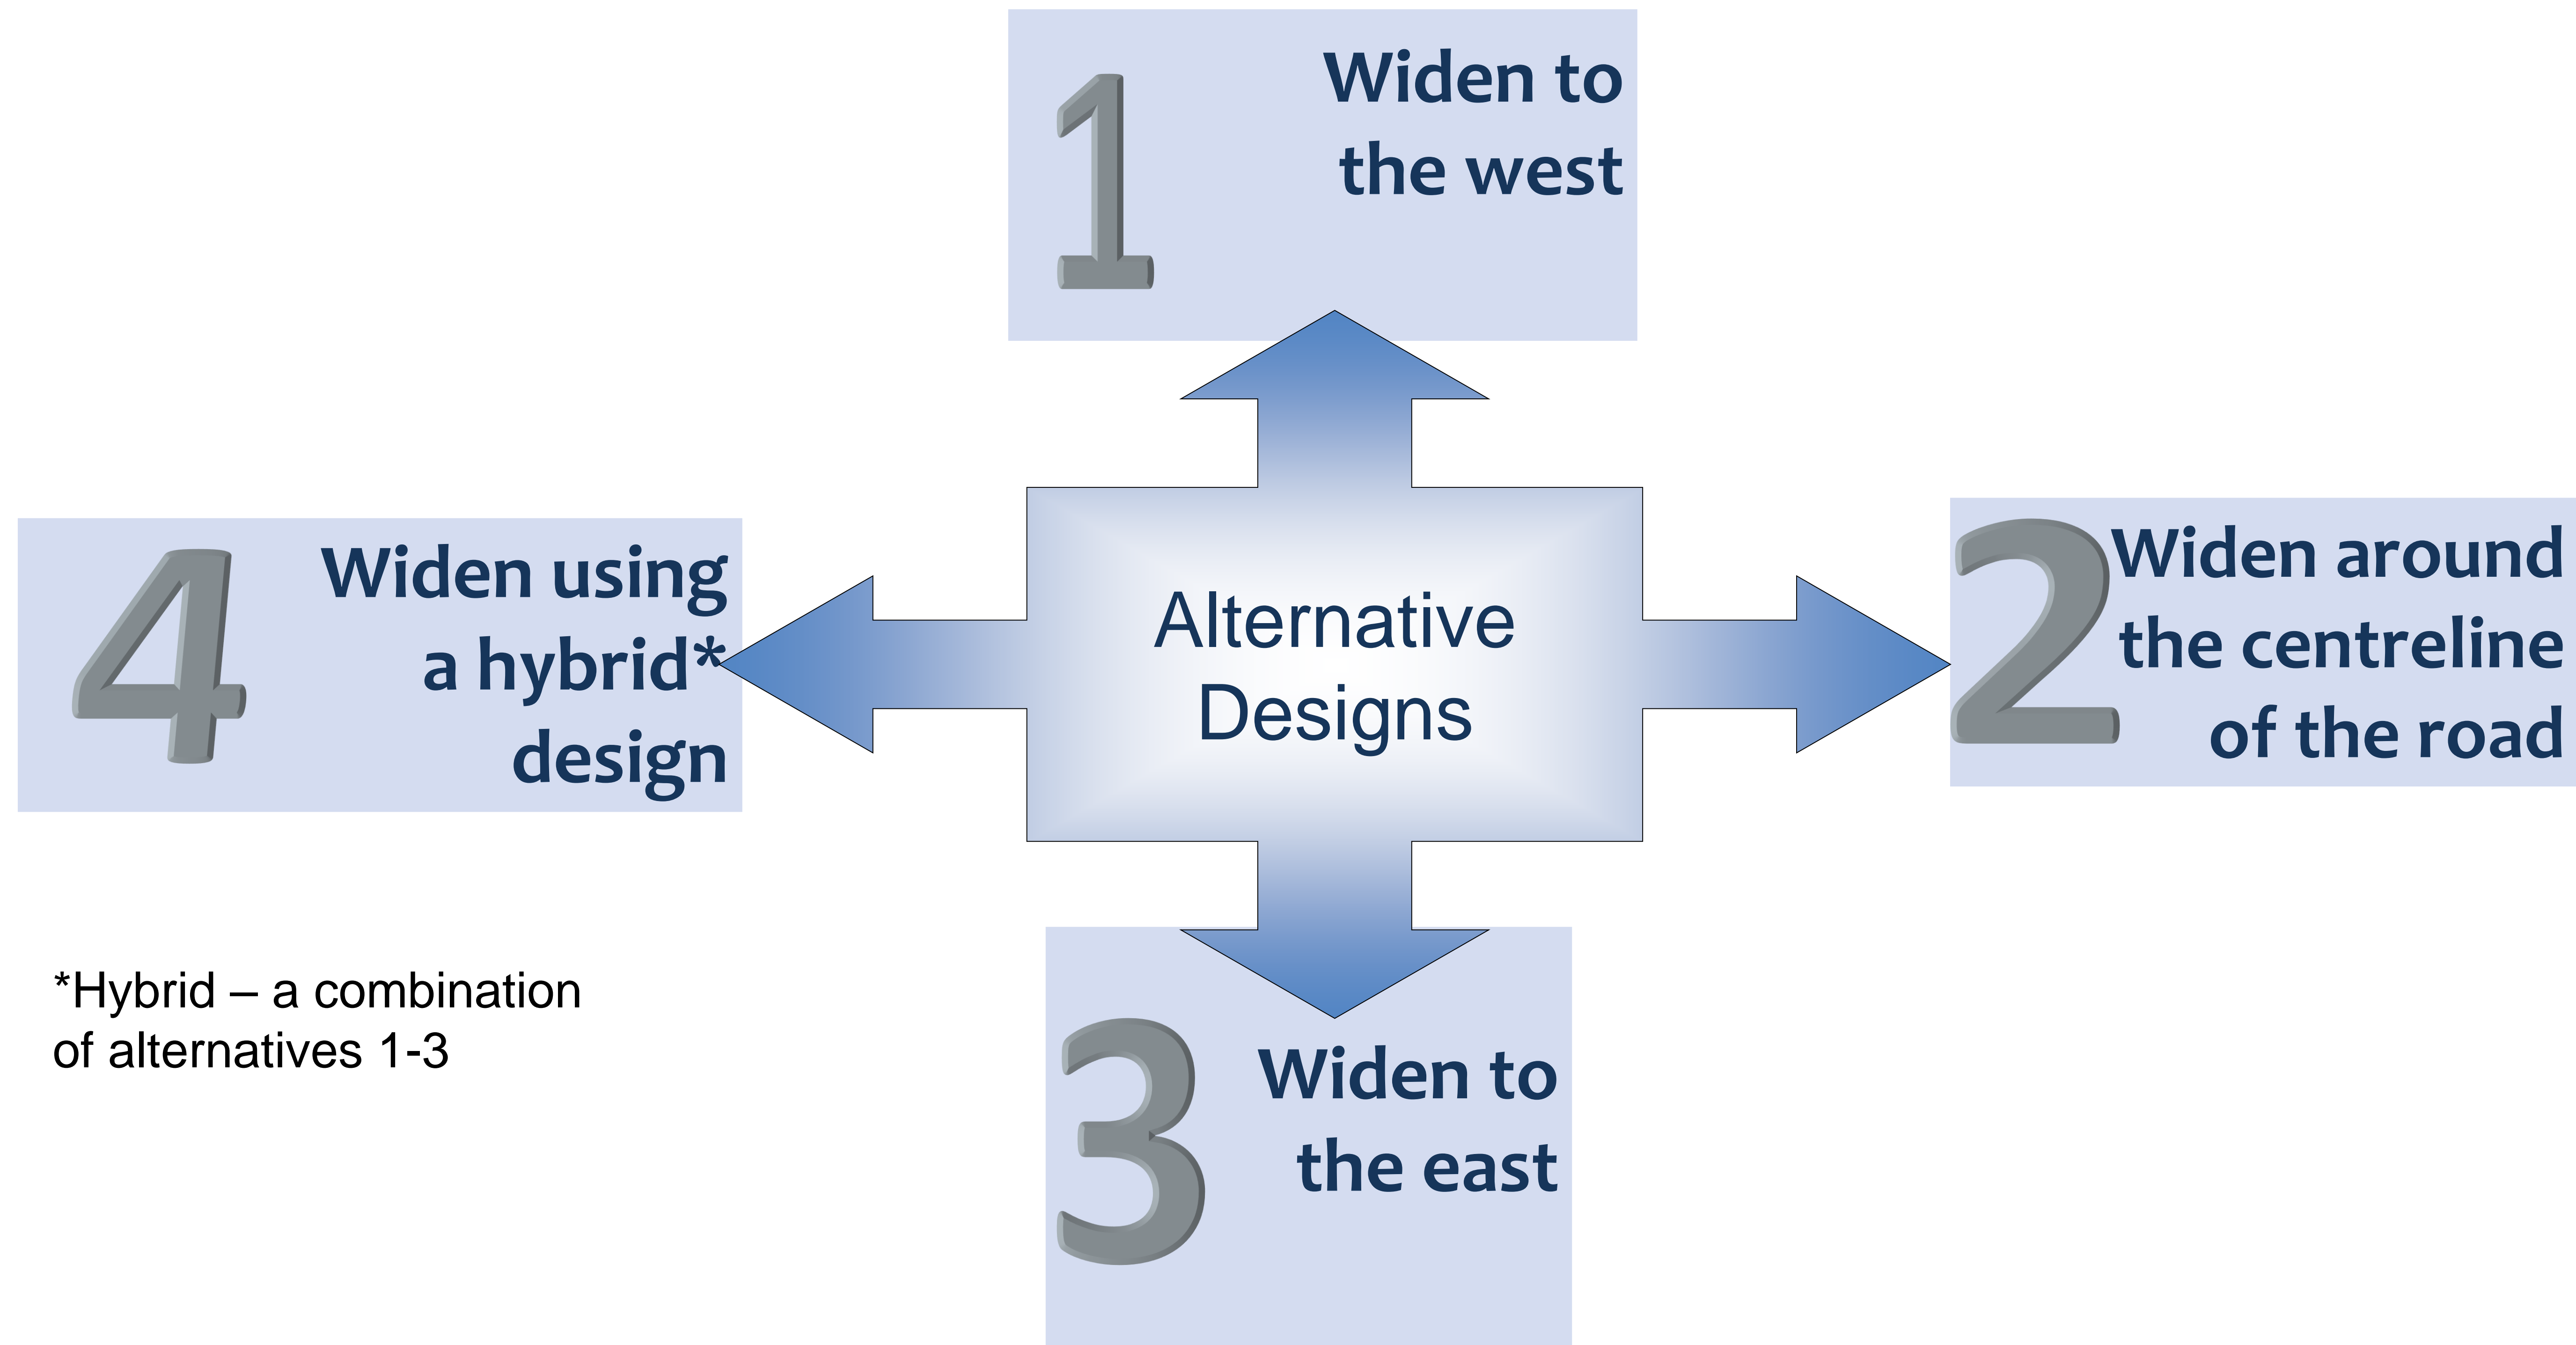 1
Widen to
the west
4
Widen using
a hybrid*
design
Alternative
Designs
2
Widen around
the centreline
of the road
*Hybrid – a combination
of alternatives 1-3
3
Widen to
the east